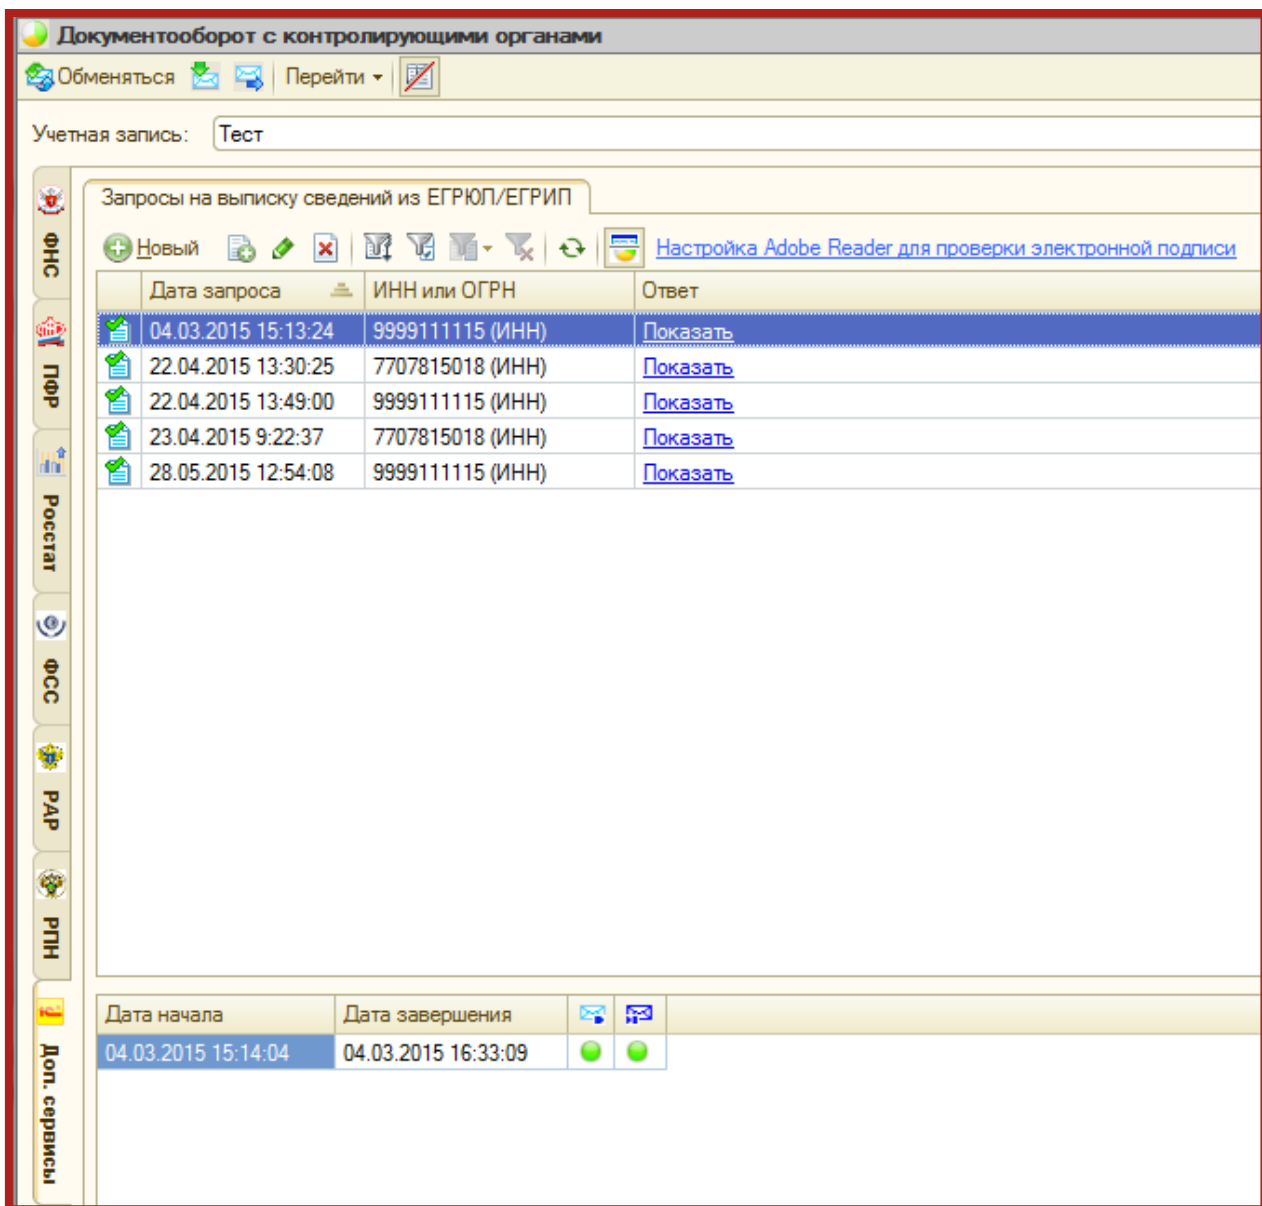 Документооборот с контролирующими органами
Обменяться Перейти
Учетная запись: Тест
ФНС
ПФР
Росстат
ФСС
РАР
РПН
Доп. сервисы
Запросы на выписку сведений из ЕГРЮЛ/ЕГРИП
Новый Настройка Adobe Reader для проверки электронной подписи
Дата запроса ИНН или ОГРН Ответ
04.03.2015 15:13:24 9999111115 (ИНН) Показать
22.04.2015 13:30:25 7707815018 (ИНН) Показать
22.04.2015 13:49:00 9999111115 (ИНН) Показать
23.04.2015 9:22:37 7707815018 (ИНН) Показать
28.05.2015 12:54:08 9999111115 (ИНН) Показать
Дата начала Дата завершения
04.03.2015 15:14:04 04.03.2015 16:33:09